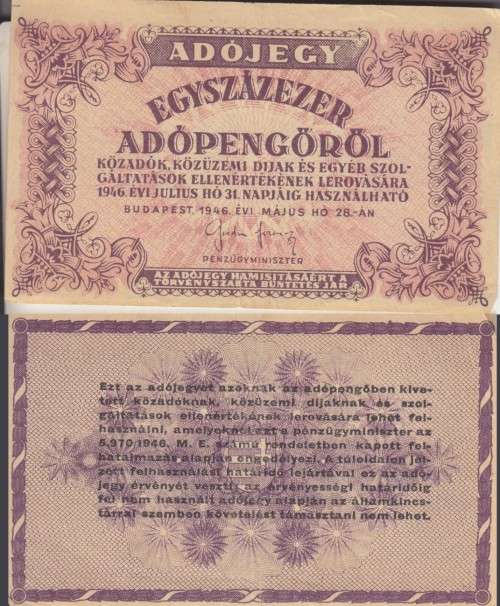 ADÓJEGY
EGYSZÁZEZER
ADÓPENGŐRŐL
KÖZADÓK, KÖZÜZEMI DIJAK ÉS EGYÉB SZOL-
GÁLTATÁSOK ELLENÉRTÉKÉNEK LEROVÁSÁRA
1946. ÉVI JULIUS HÓ 31. NAPJÁIG HASZNÁLHATÓ
BUDAPEST, 1946. ÉVI MÁJUS HÓ 28.-ÁN
PÉNZÜGYMINISZTER
AZ ADÓJEGY HAMISITÁSÁÉRT A
TÖRVÉNYSZABTA BÜNTETÉS JÁR
Ezt az adójegyet azoknak az adópengőben kive-
tett közadóknak, közüzemi díjaknak és szol-
gáltatások ellenértékének lerovására lehet fel-
használni, amelyekre ezt a pénzügyminiszter az
5.970/1946. M. E. számú rendeletben kapott fel-
hatalmazás alapján engedélyezi. A túloldalon jel-
zett felhasználási határidő lejártával ez az adó-
jegy érvényét veszti; az érvényességi határidőig
fel nem használt adójegy alapján az államkincs-
tárral szemben követelést támasztani nem lehet.